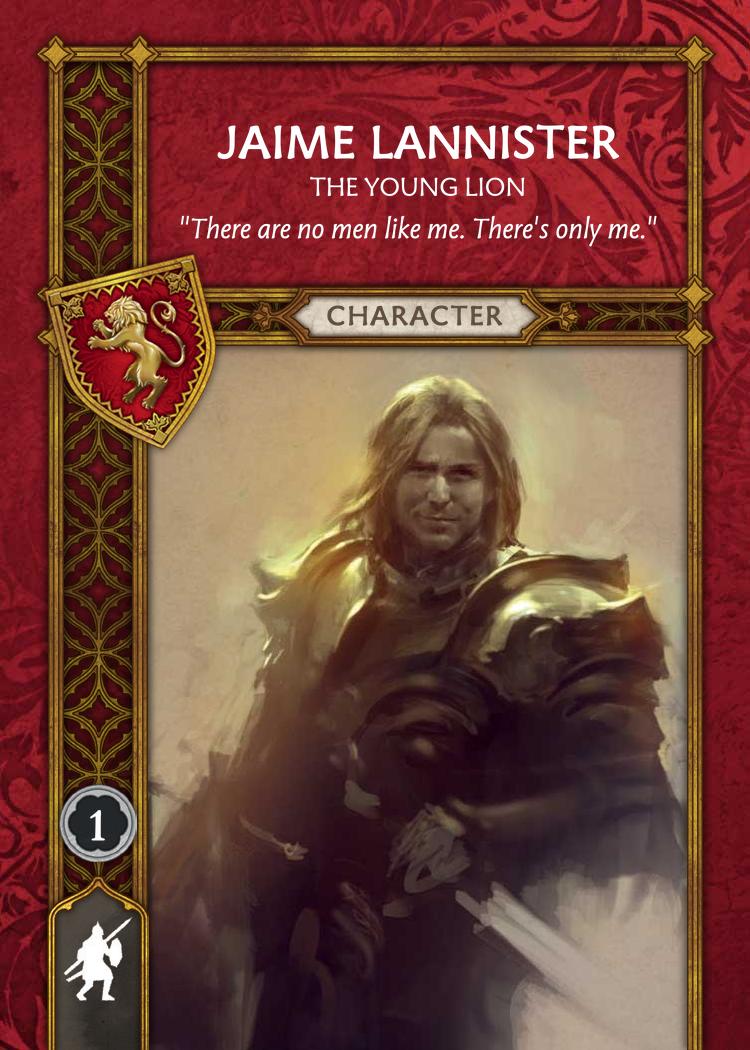 JAIME LANNISTER
THE YOUNG LION
"There are no men like me. There's only me."
CHARACTER
1